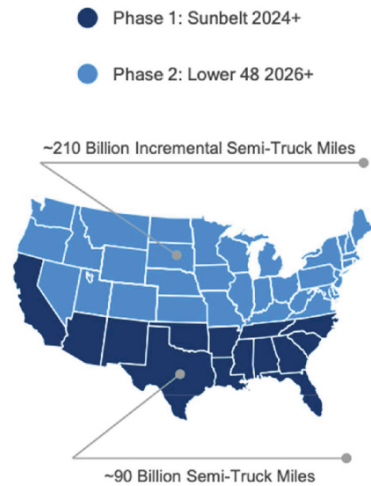 Phase 1: Sunbelt 2024+
Phase 2: Lower 48 2026+
~210 Billion Incremental Semi-Truck Miles
~90 Billion Semi-Truck Miles